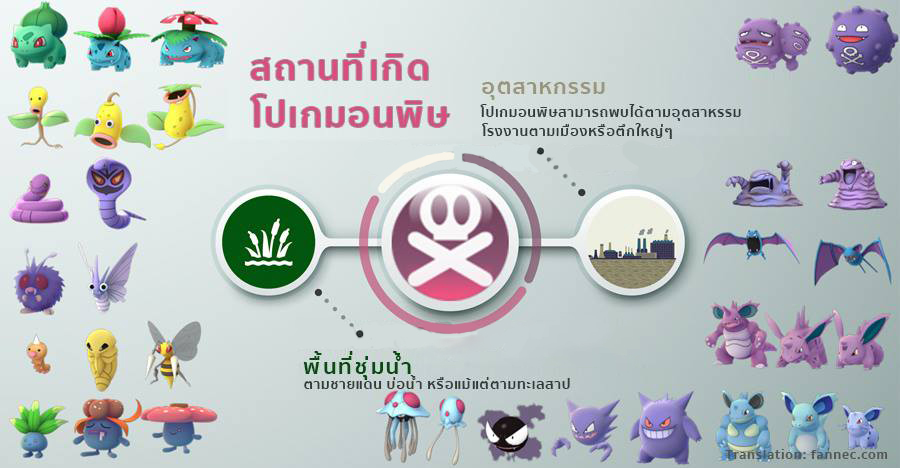 สถานที่เกิด
โปเกมอนพิษ
อุตสาหกรรม
โปเกมอนพิษสามารถพบได้ตามอุตสาหรรม
โรงงานตามเมืองหรือตึกใหญ่ๆ
พื้นที่ชุ่มน้ำ
ตามชายแดน บ่อน้ำ หรือแม้แต่ตามทะเลสาป
Translation: fannec.com